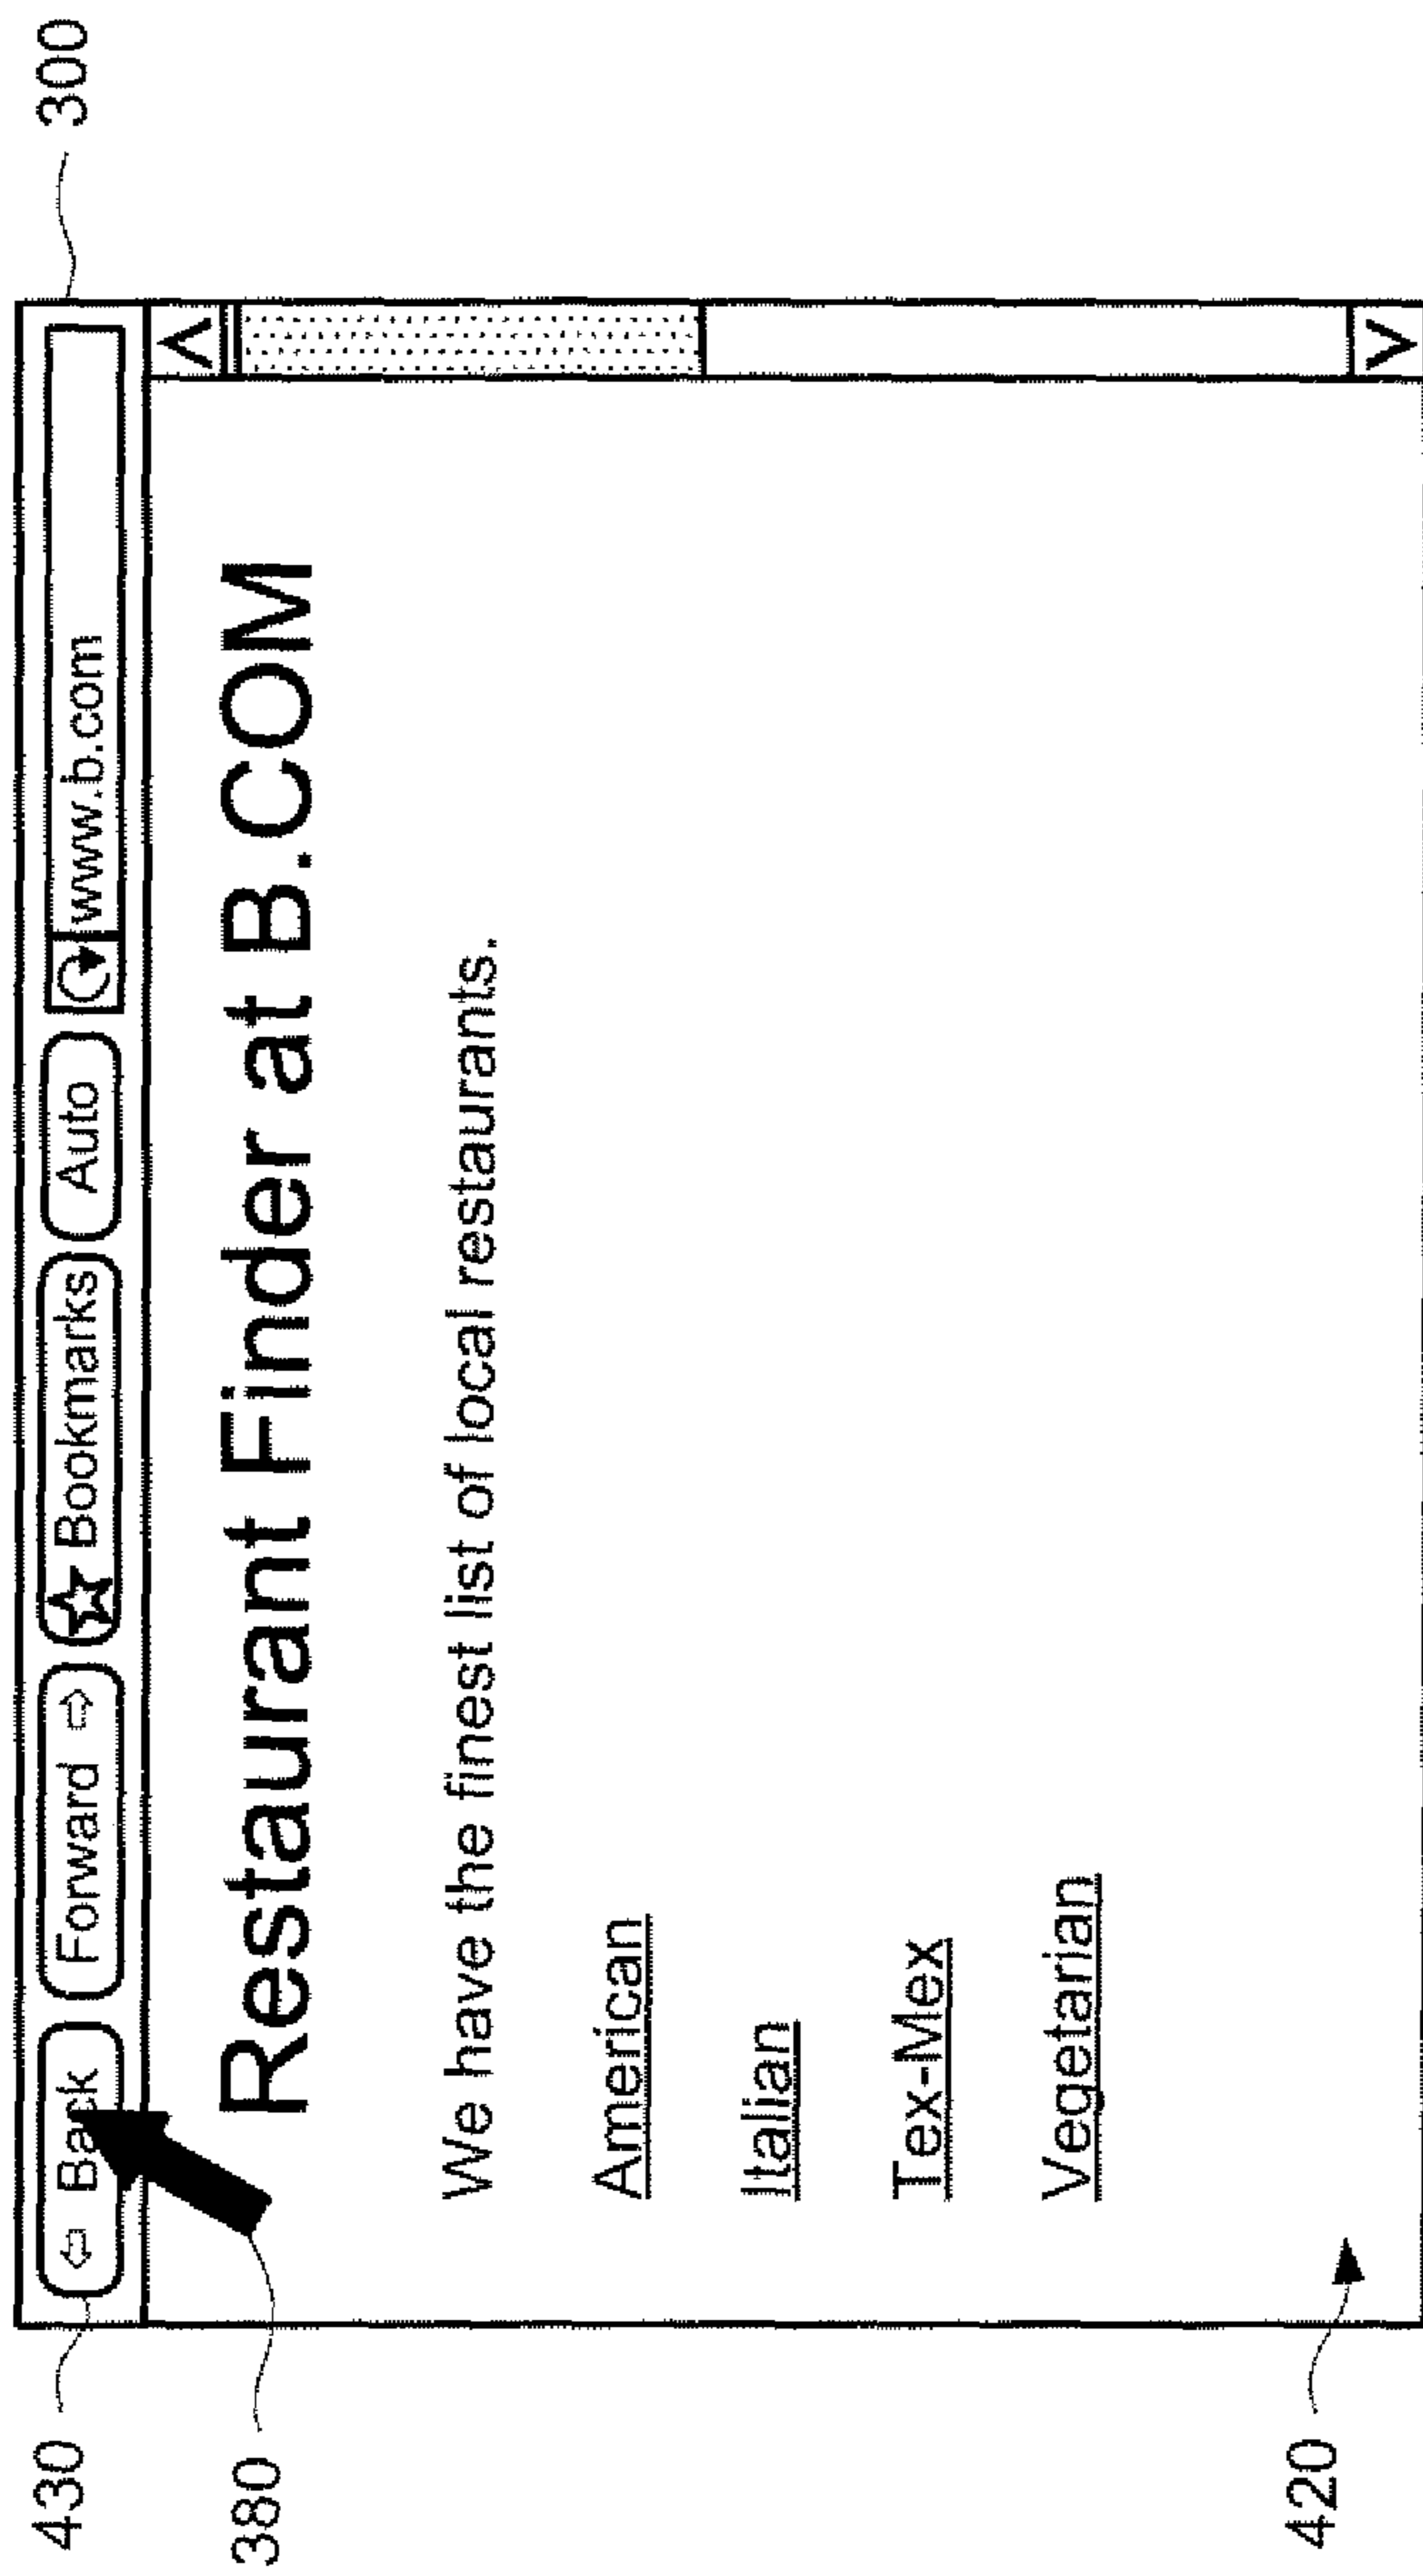 300
Back Forward Bookmarks Auto www.b.com
430
380
Restaurant Finder at B.COM
We have the finest list of local restaurants.
American
Italian
Tex-Mex
Vegetarian
420